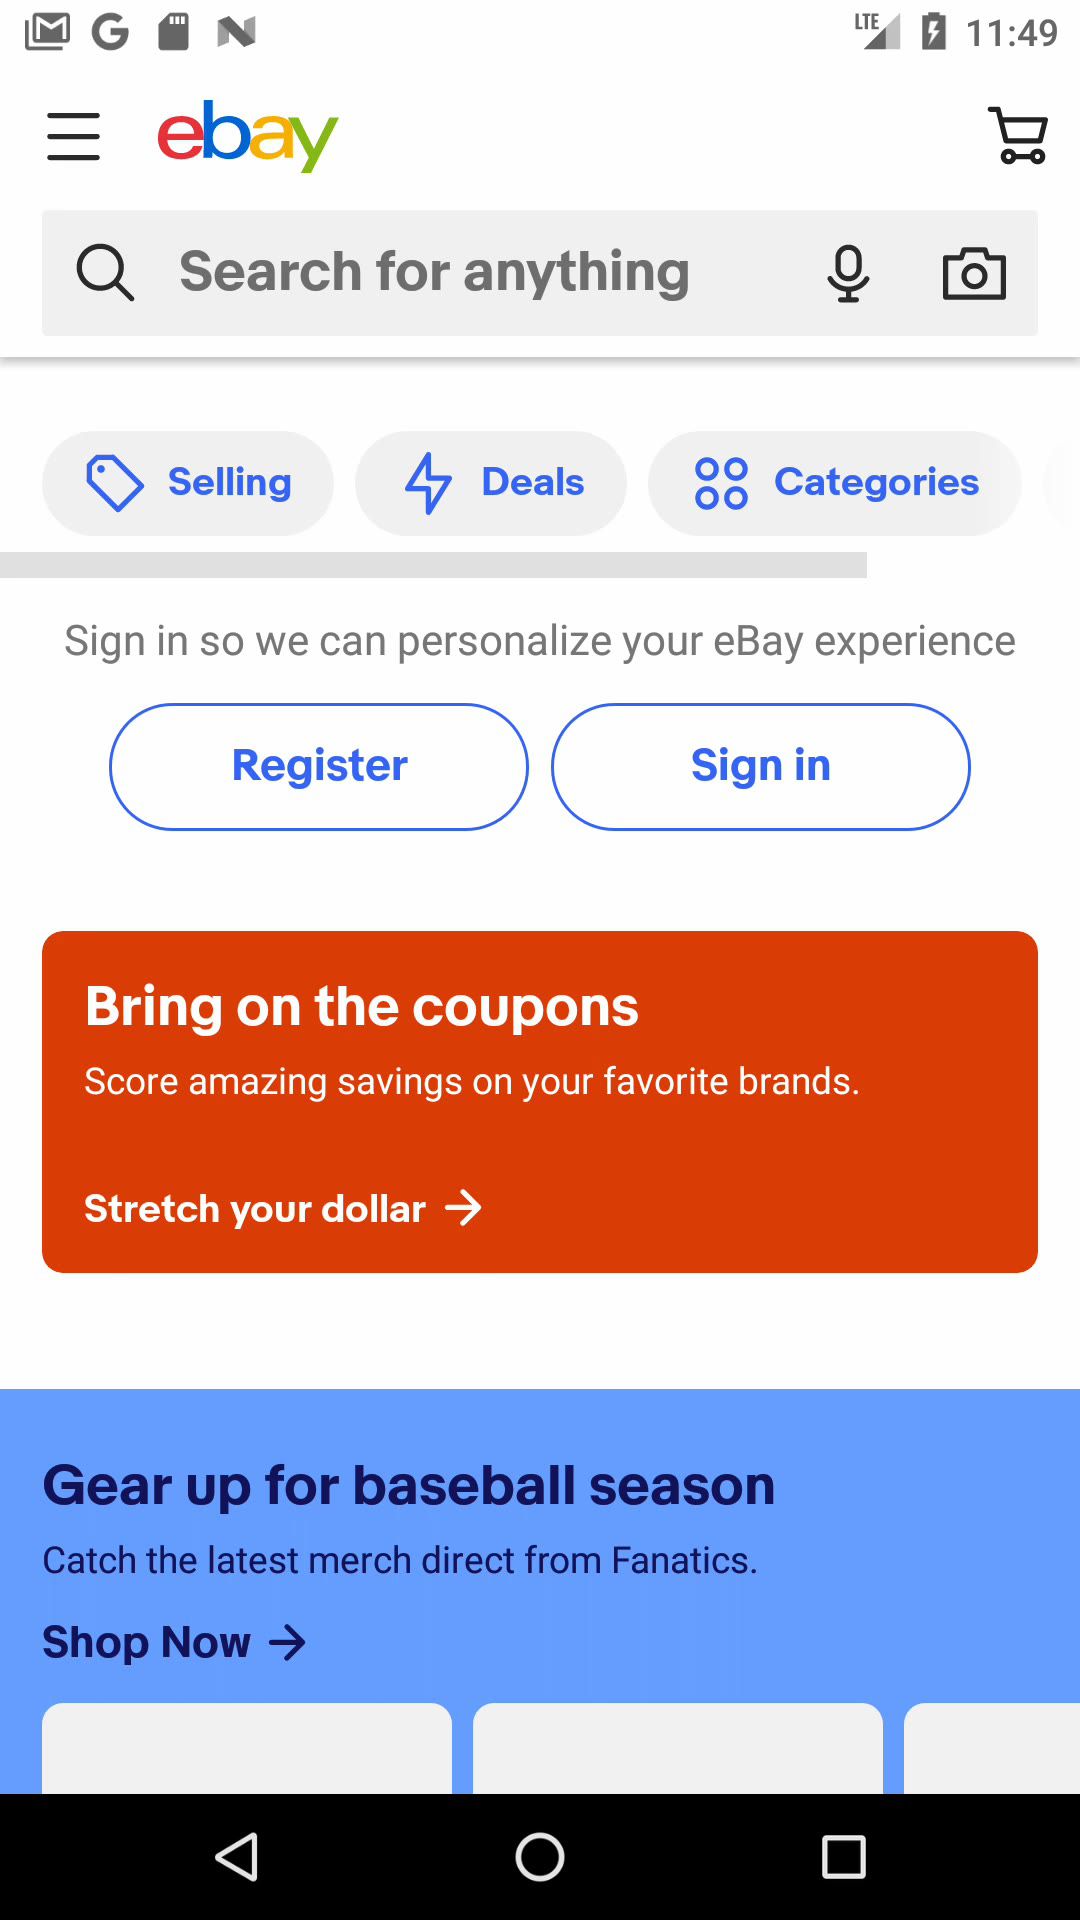 LTE 11:49
ebay
Search for anything
Selling
Deals
Categories
Sign in so we can personalize your eBay experience
Register
Sign in
Bring on the coupons
Score amazing savings on your favorite brands.
Stretch your dollar
Gear up for baseball season
Catch the latest merch direct from Fanatics.
Shop Now